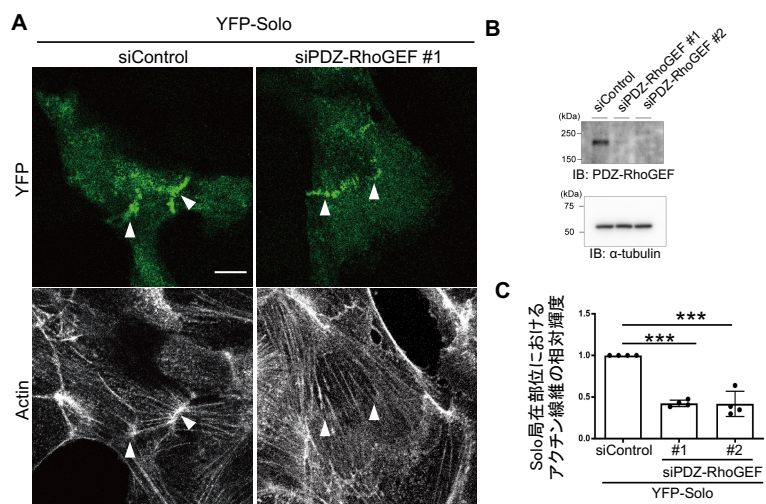 A
YFP-Solo
siControl
siPDZ-RhoGEF #1
YFP
Actin
B
siControl
siPDZ-RhoGEF #1
siPDZ-RhoGEF #2
(kDa)
250
150
IB: PDZ-RhoGEF
(kDa)
75
50
IB: α-tubulin
C
Solo局在部位における
アクチン線維の相対輝度
1.5
1.0
0.5
0.0
***
***
siControl
#1
#2
siPDZ-RhoGEF
YFP-Solo